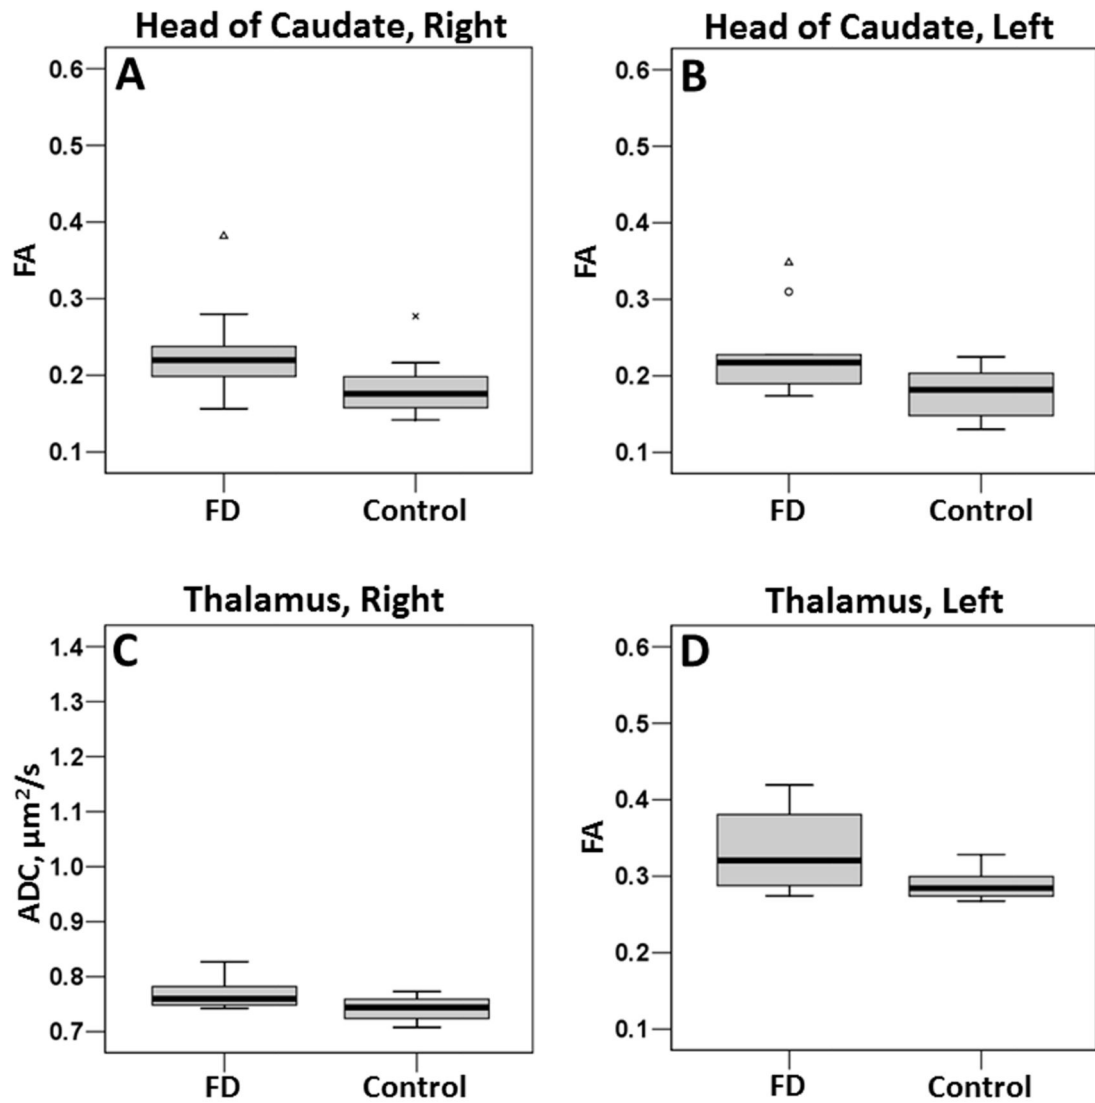 Head of Caudate, Right
A
0.6
0.5
0.4
0.3
0.2
0.1
FA
FD Control
Head of Caudate, Left
B
0.6
0.5
0.4
0.3
0.2
0.1
FA
FD Control
Thalamus, Right
C
1.4
1.3
1.2
1.1
1.0
0.9
0.8
0.7
ADC, µm²/s
FD Control
Thalamus, Left
D
0.6
0.5
0.4
0.3
0.2
0.1
FA
FD Control